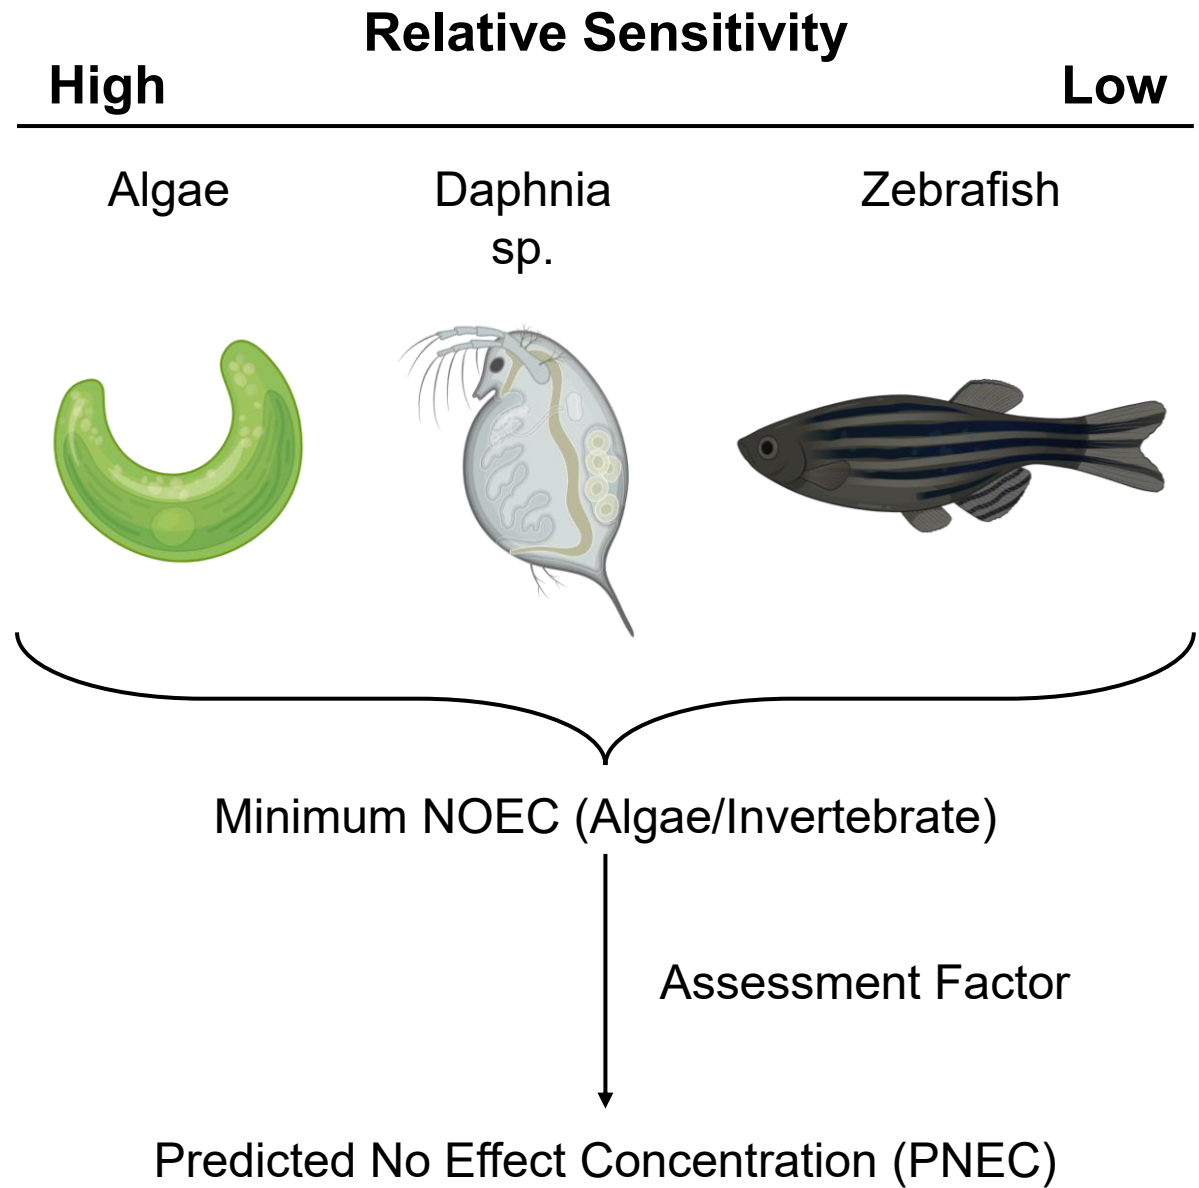 Relative Sensitivity
High Low
Algae Daphnia Zebrafish
sp.
Minimum NOEC (Algae/Invertebrate)
Assessment Factor
Predicted No Effect Concentration (PNEC)